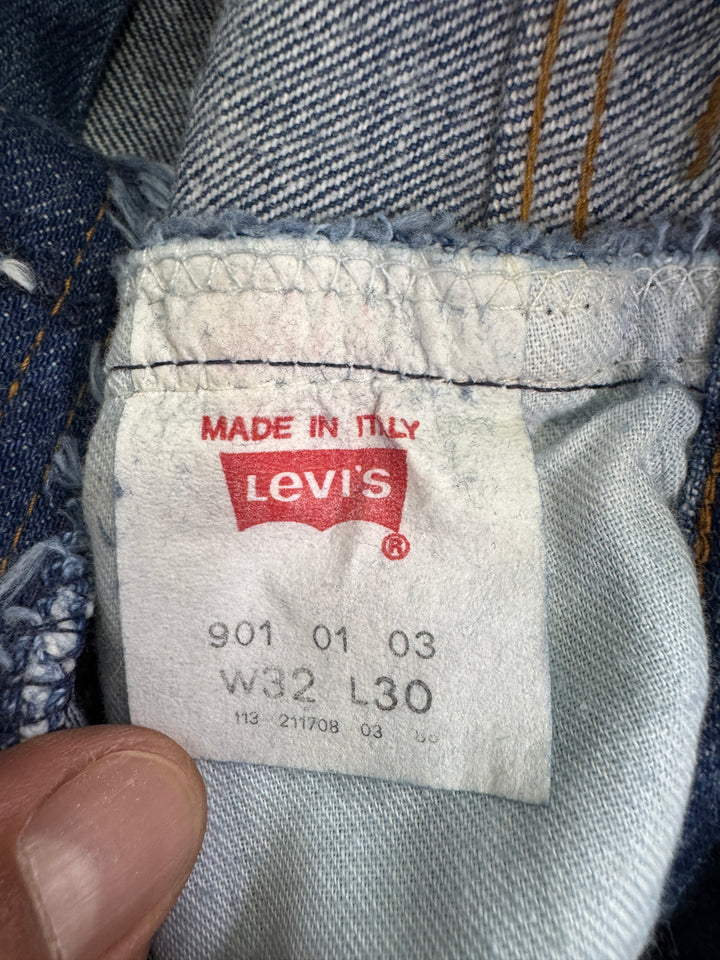 MADE IN ITALY
Levi's
®
901 01 03
W32 L30
113 211708 03